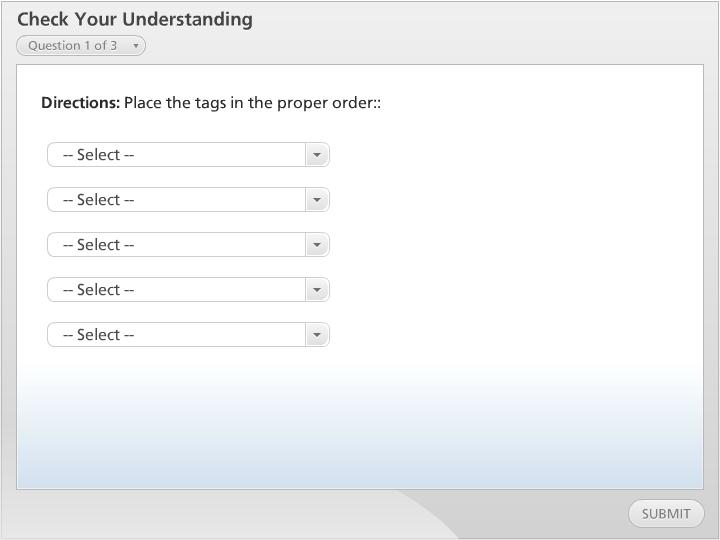 Check Your Understanding
Question 1 of 3
Directions: Place the tags in the proper order::
-- Select --
-- Select --
-- Select --
-- Select --
-- Select --
SUBMIT